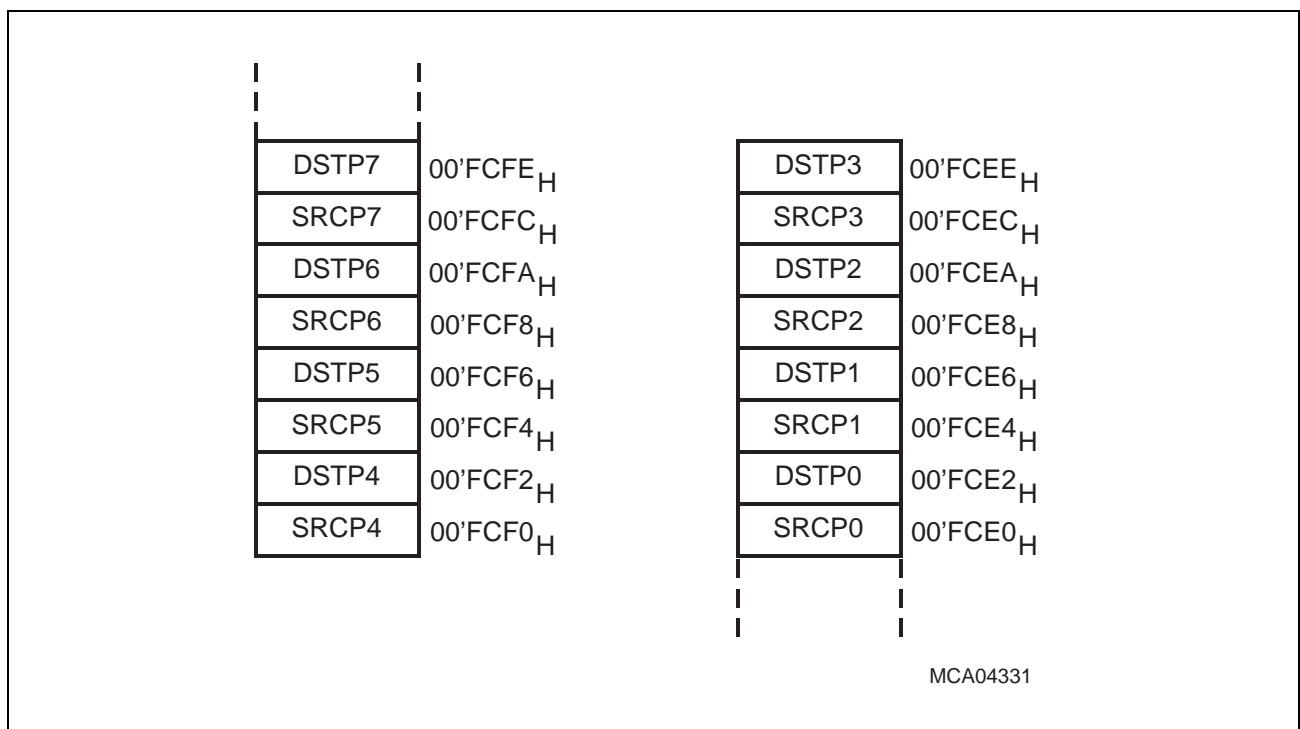 DSTP7 00’FCFEH
SRCP7 00’FCFCH
DSTP6 00’FCFAH
SRCP6 00’FCF8H
DSTP5 00’FCF6H
SRCP5 00’FCF4H
DSTP4 00’FCF2H
SRCP4 00’FCF0H
DSTP3 00’FCEEH
SRCP3 00’FCECH
DSTP2 00’FCEAH
SRCP2 00’FCE8H
DSTP1 00’FCE6H
SRCP1 00’FCE4H
DSTP0 00’FCE2H
SRCP0 00’FCE0H
MCA04331